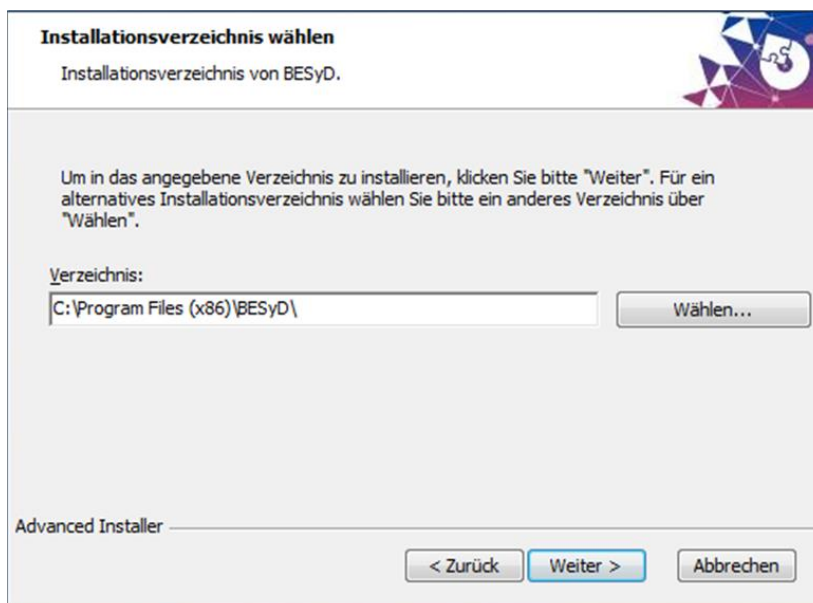 Installationsverzeichnis wählen
Installationsverzeichnis von BESyD.
Um in das angegebene Verzeichnis zu installieren, klicken Sie bitte "Weiter". Für ein
alternatives Installationsverzeichnis wählen Sie bitte ein anderes Verzeichnis über
"Wählen".
Verzeichnis:
C:\Program Files (x86)\BESyD\
Wählen...
Advanced Installer
< Zurück
Weiter >
Abbrechen